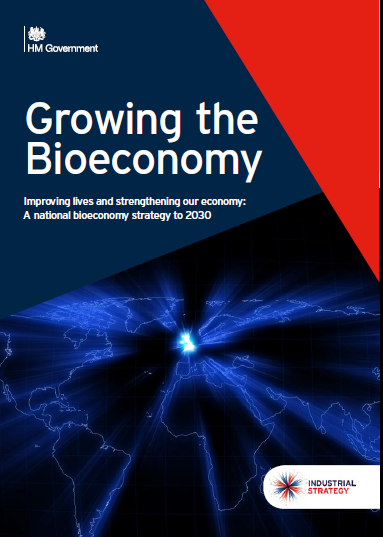 HM Government
Growing the
Bioeconomy
Improving lives and strengthening our economy:
A national bioeconomy strategy to 2030
INDUSTRIAL
STRATEGY